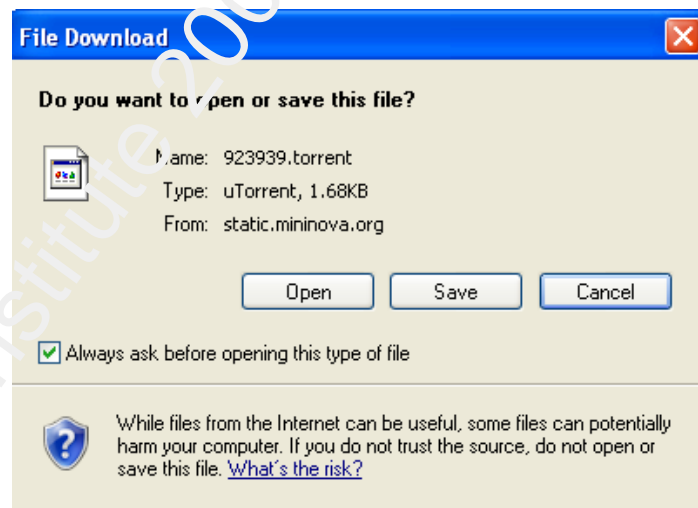 File Download
Do you want to open or save this file?
Name: 923939.torrent
Type: uTorrent, 1.68KB
From: static.mininova.org
Open Save Cancel
Always ask before opening this type of file
While files from the Internet can be useful, some files can potentially
harm your computer. If you do not trust the source, do not open or
save this file. What's the risk?